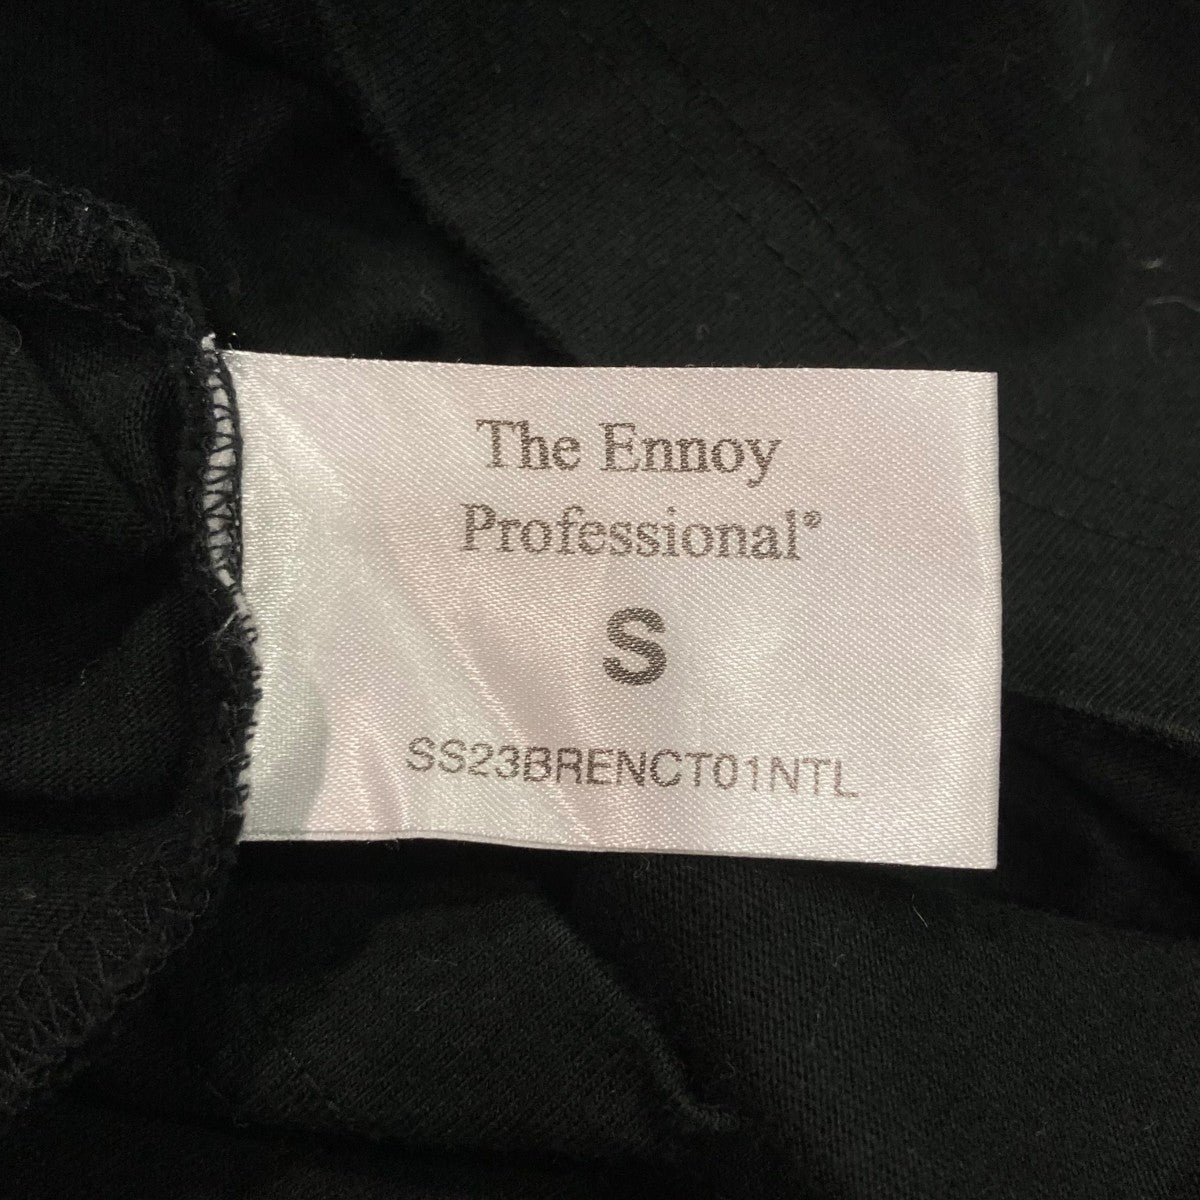 The Ennoy
Professional®
S
SS23BRENCT01NTL